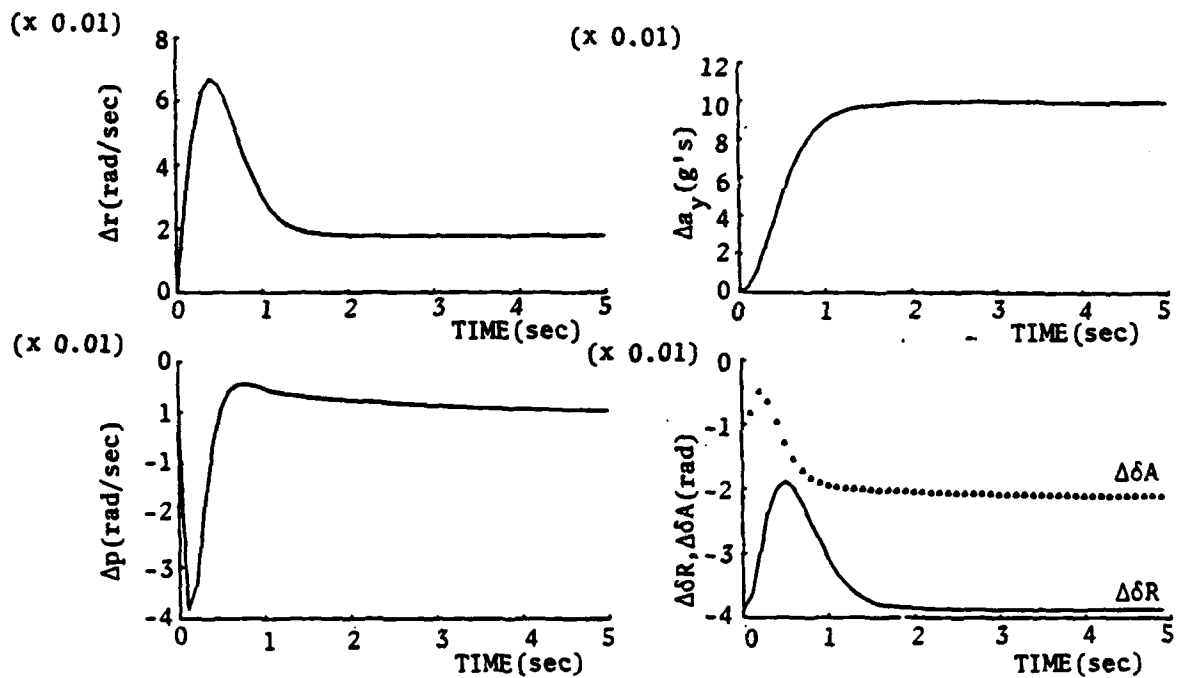 (x 0.01)
8
6
4
2
0
Δr(rad/sec)
0 1 2 3 4 5
TIME(sec)
(x 0.01)
12
10
8
6
4
2
0
Δa_y(g's)
0 1 2 3 4 5
TIME(sec)
(x 0.01)
0
1
-1
-2
-3
-4
Δp(rad/sec)
0 1 2 3 4 5
TIME(sec)
(x 0.01)
0
-1
-2
-3
-4
ΔδR,ΔδA(rad)
ΔδA
ΔδR
0 1 2 3 4 5
TIME(sec)